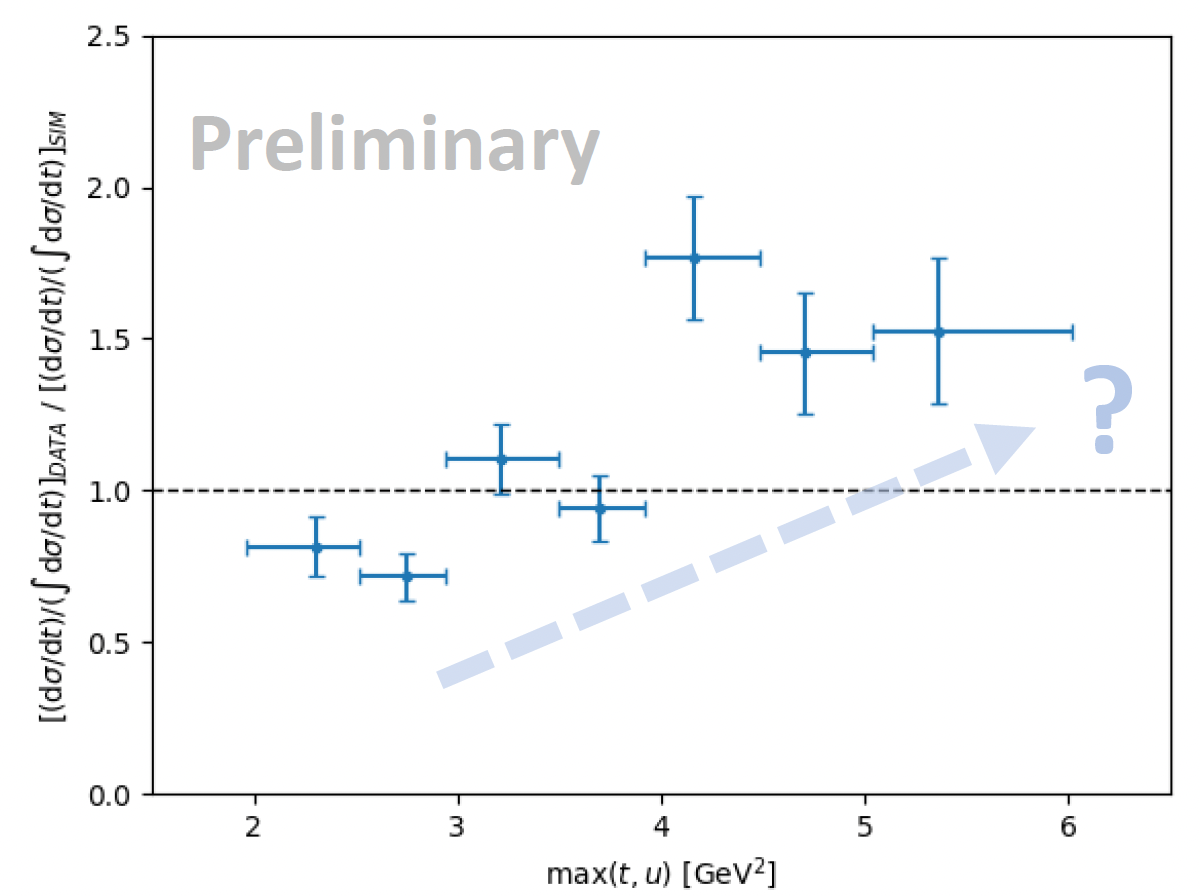 2.5
Preliminary
2.0
1.5
?
1.0
0.5
0.0
[(dσ/dt)/(∫ dσ/dt)]DATA / [(dσ/dt)/(∫ dσ/dt)]SIM
2 3 4 5 6
max(t, u) [GeV²]